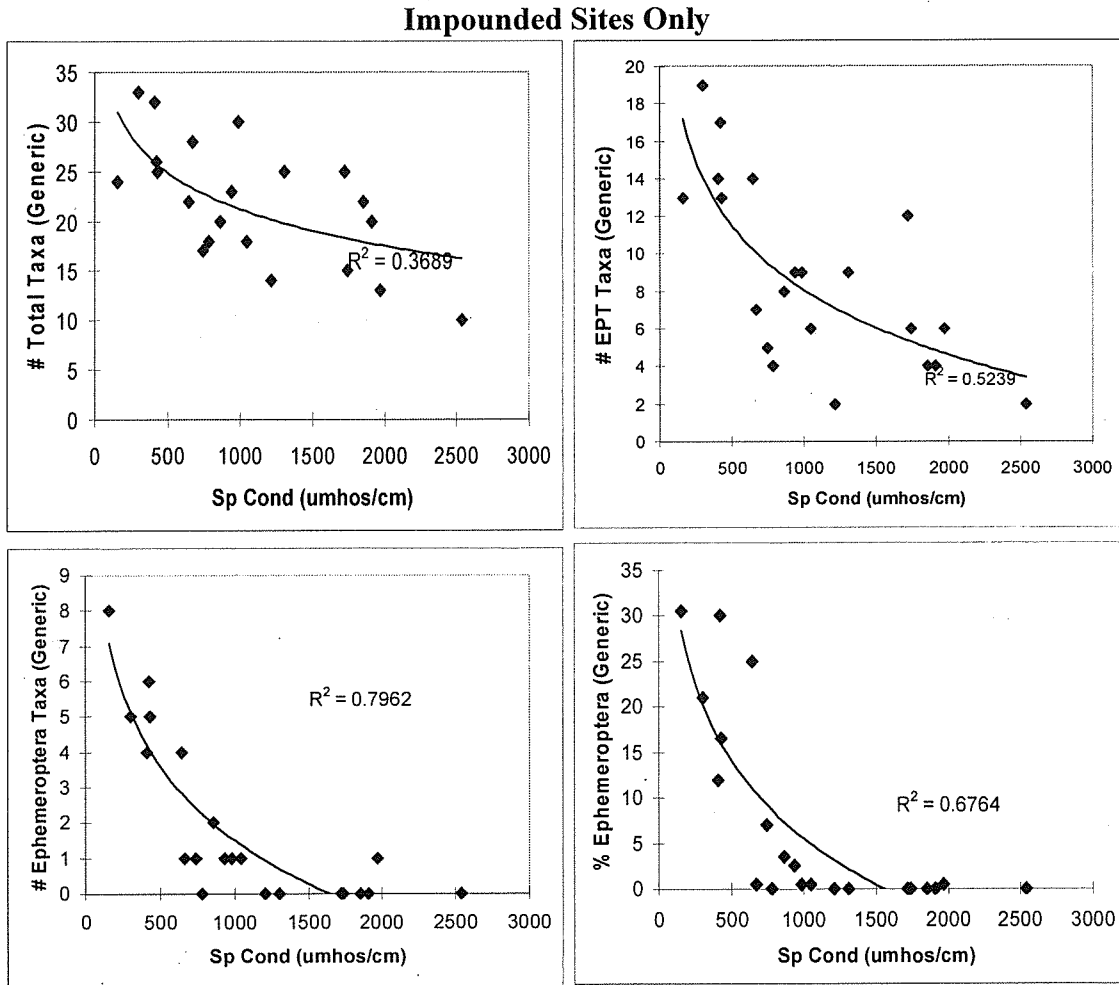 Impounded Sites Only
# Total Taxa (Generic)
35
30
25
20
15
10
5
0
R² = 0.3689
0 500 1000 1500 2000 2500 3000
Sp Cond (umhos/cm)
# EPT Taxa (Generic)
20
18
16
14
12
10
8
6
4
2
0
R² = 0.5239
0 500 1000 1500 2000 2500 3000
Sp Cond (umhos/cm)
# Ephemeroptera Taxa (Generic)
9
8
7
6
5
4
3
2
1
0
R² = 0.7962
0 500 1000 1500 2000 2500 3000
Sp Cond (umhos/cm)
% Ephemeroptera (Generic)
35
30
25
20
15
10
5
0
R² = 0.6764
0 500 1000 1500 2000 2500 3000
Sp Cond (umhos/cm)